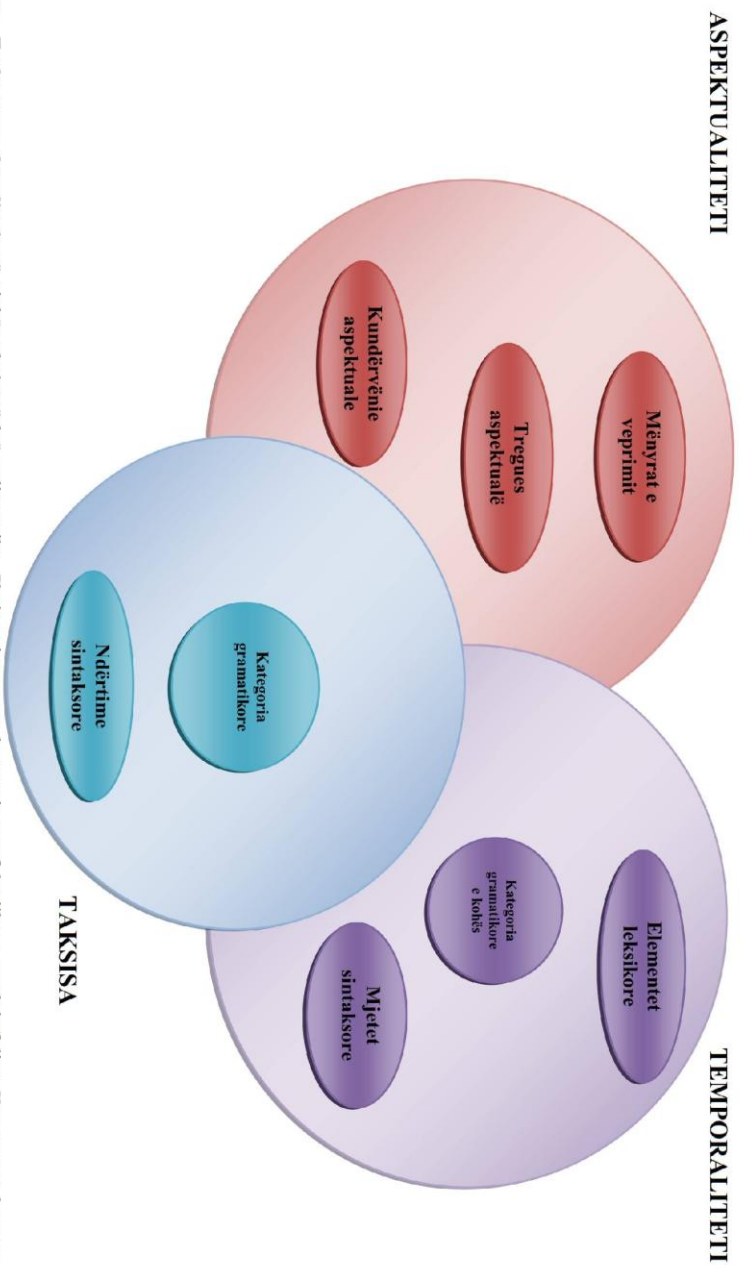 ASPEKTUALITETI
TEMPORALITETI
Mënyrat e
veprimit
Tregues
aspektualë
Kundërvënie
aspektuale
Elementet
leksikore
Kategoria
gramatikore
e kohës
Mjetet
sintaksore
Kategoria
gramatikore
Ndërtime
sintaksore
TAKSISA